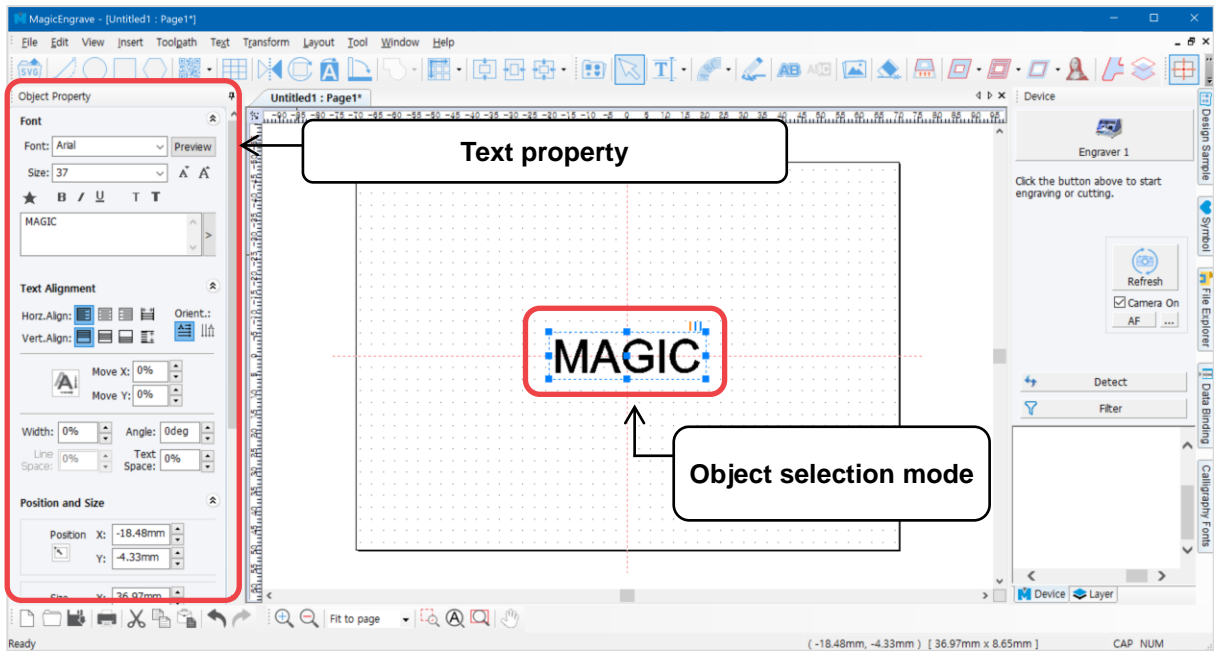 MagicEngrave - [Untitled1 : Page1*]
File Edit View Insert Toolpath Text Transform Layout Tool Window Help
SVG T A AB
Object Property
Font
Font: Arial Preview
Size: 37 A A
B I U T T
MAGIC
>
Text Alignment
Horz.Align: Orient.:
Vert.Align:
Move X: 0%
Move Y: 0%
Width: 0% Angle: 0deg
Line Space: 0% Text Space: 0%
Position and Size
Position X: -18.48mm
Y: -4.33mm
Size X: 36.97mm
Untitled1 : Page1*
Text property
MAGIC
Object selection mode
Device
Engraver 1
Click the button above to start
engraving or cutting.
Refresh
Camera On
AF ...
Detect
Filter
Device Layer
Design Sample
Symbol
File Explorer
Data Binding
Calligraphy Fonts
Fit to page
Ready ( -18.48mm, -4.33mm ) [ 36.97mm x 8.65mm ] CAP NUM